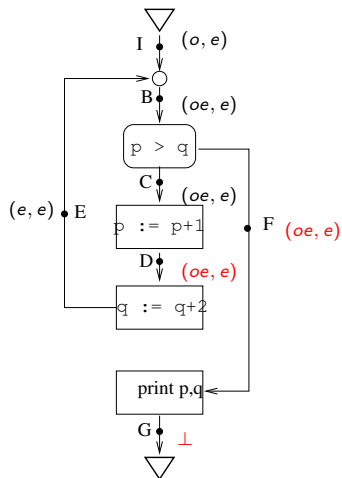 I (o, e)
B (oe, e)
p > q
C (oe, e)
(e, e) E
p := p+1
F (oe, e)
D (oe, e)
q := q+2
print p,q
G ⊥